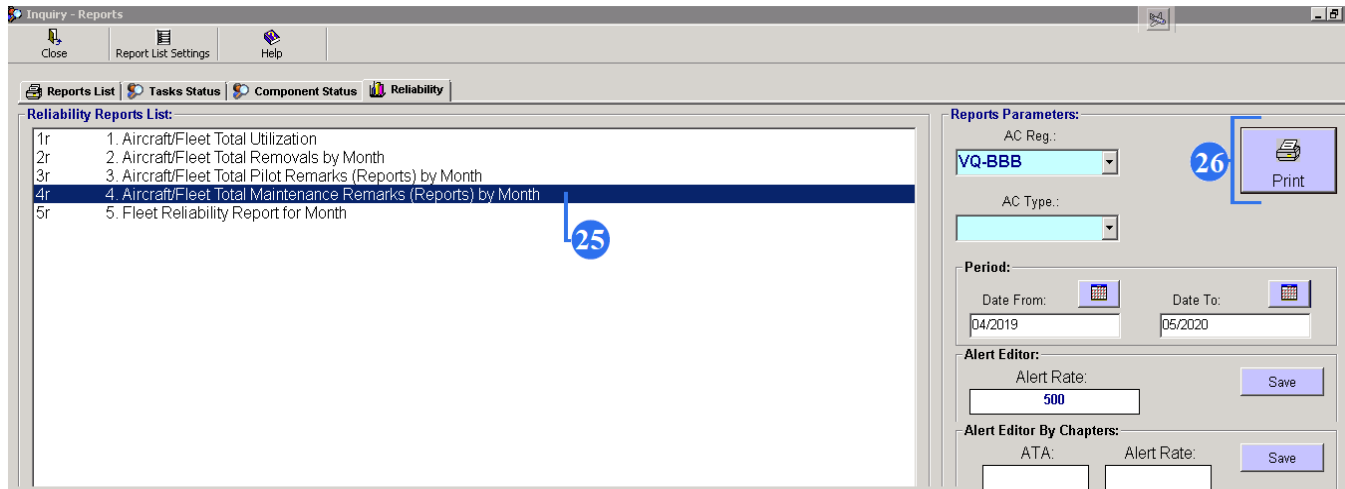 Inquiry - Reports
Close Report List Settings Help
Reports List Tasks Status Component Status Reliability
Reliability Reports List:
1r 1. Aircraft/Fleet Total Utilization
2r 2. Aircraft/Fleet Total Removals by Month
3r 3. Aircraft/Fleet Total Pilot Remarks (Reports) by Month
4r 4. Aircraft/Fleet Total Maintenance Remarks (Reports) by Month
5r 5. Fleet Reliability Report for Month
25
Reports Parameters:
AC Reg.:
VQ-BBB
26
Print
AC Type.:
Period:
Date From: Date To:
04/2019 05/2020
Alert Editor:
Alert Rate:
500
Save
Alert Editor By Chapters:
ATA: Alert Rate:
Save